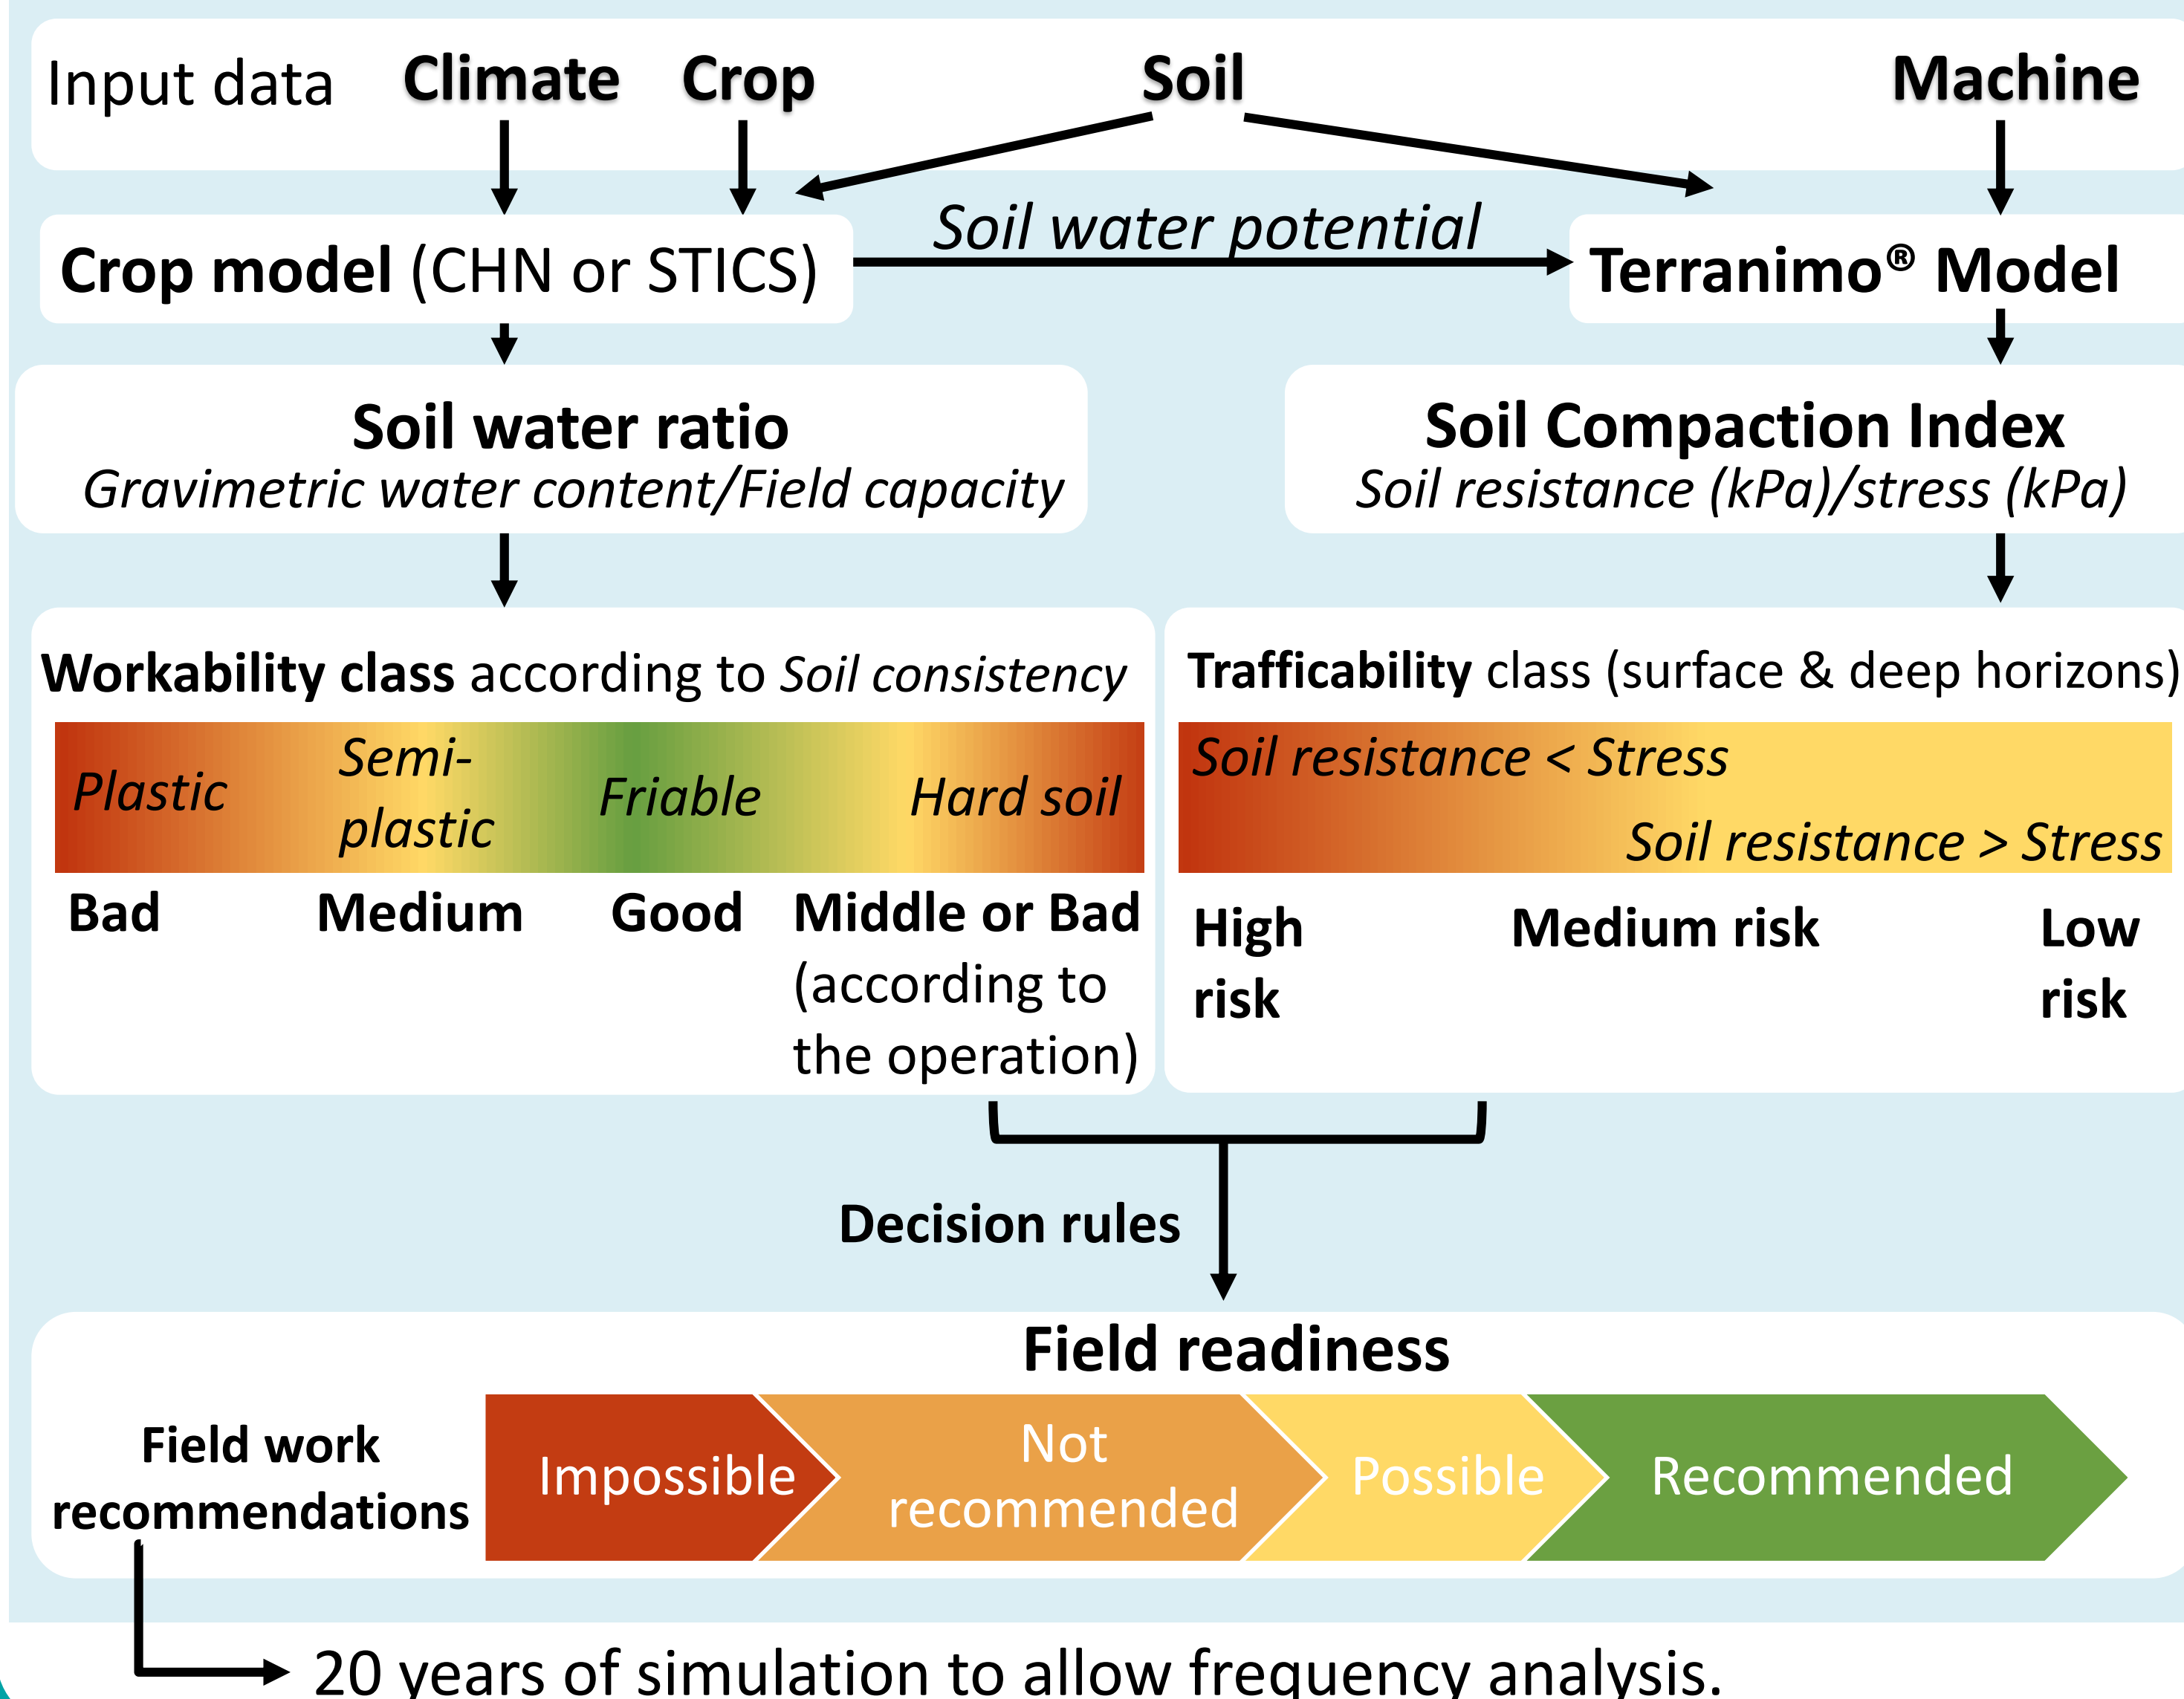 Input data Climate Crop Soil Machine
Soil water potential
Crop model (CHN or STICS)
Terranimo® Model
Soil water ratio
Gravimetric water content/Field capacity
Soil Compaction Index
Soil resistance (kPa)/stress (kPa)
Workability class according to Soil consistency
Plastic
Semi-
plastic
Friable
Hard soil
Bad
Medium
Good
Middle or Bad
(according to
the operation)
Trafficability class (surface & deep horizons)
Soil resistance < Stress
Soil resistance > Stress
High
risk
Medium risk
Low
risk
Decision rules
Field readiness
Field work
recommendations
Impossible
Not
recommended
Possible
Recommended
20 years of simulation to allow frequency analysis.